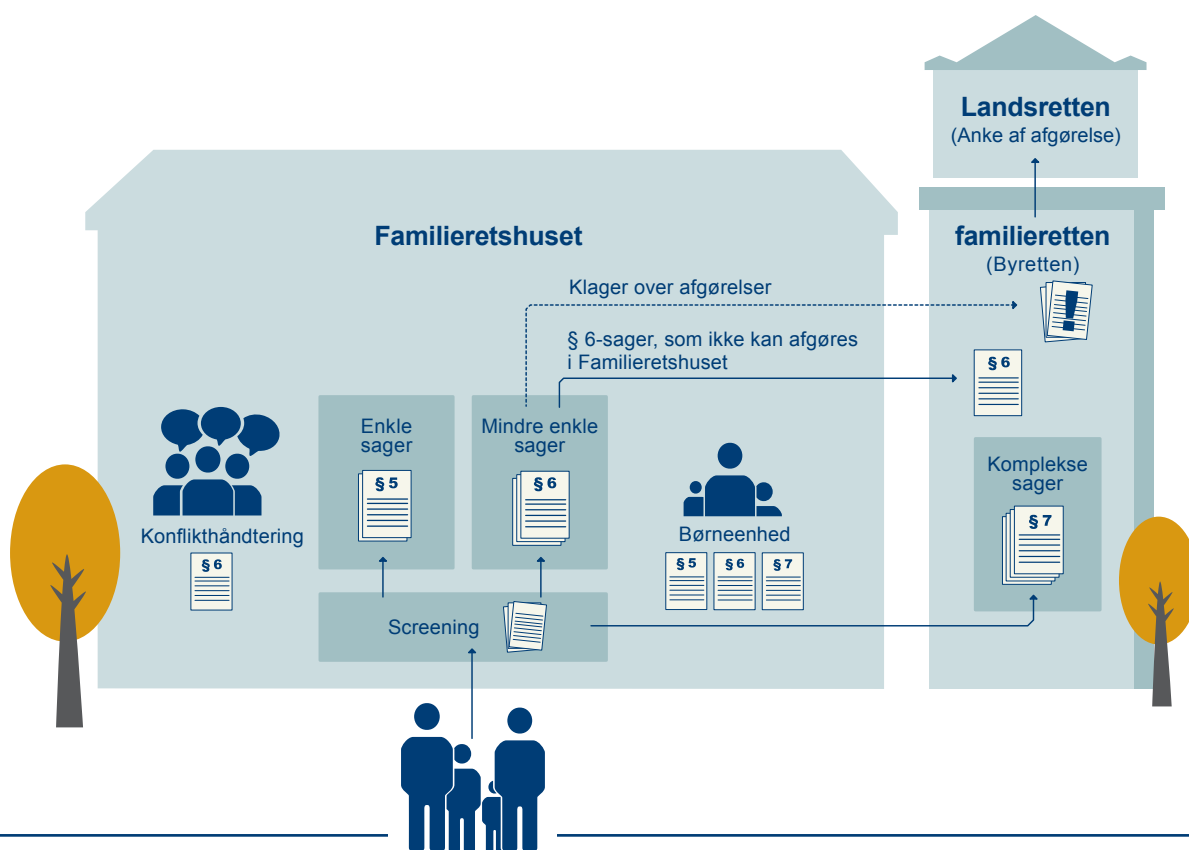 Landsretten
(Anke af afgørelse)
Familieretshuset
familieretten
(Byretten)
Klager over afgørelser
!
§ 6-sager, som ikke kan afgøres
i Familieretshuset
§ 6
Enkle
sager
§ 5
Mindre enkle
sager
§ 6
Komplekse
sager
§ 7
Konflikthåndtering
§ 6
Børneenhed
§ 5
§ 6
§ 7
Screening